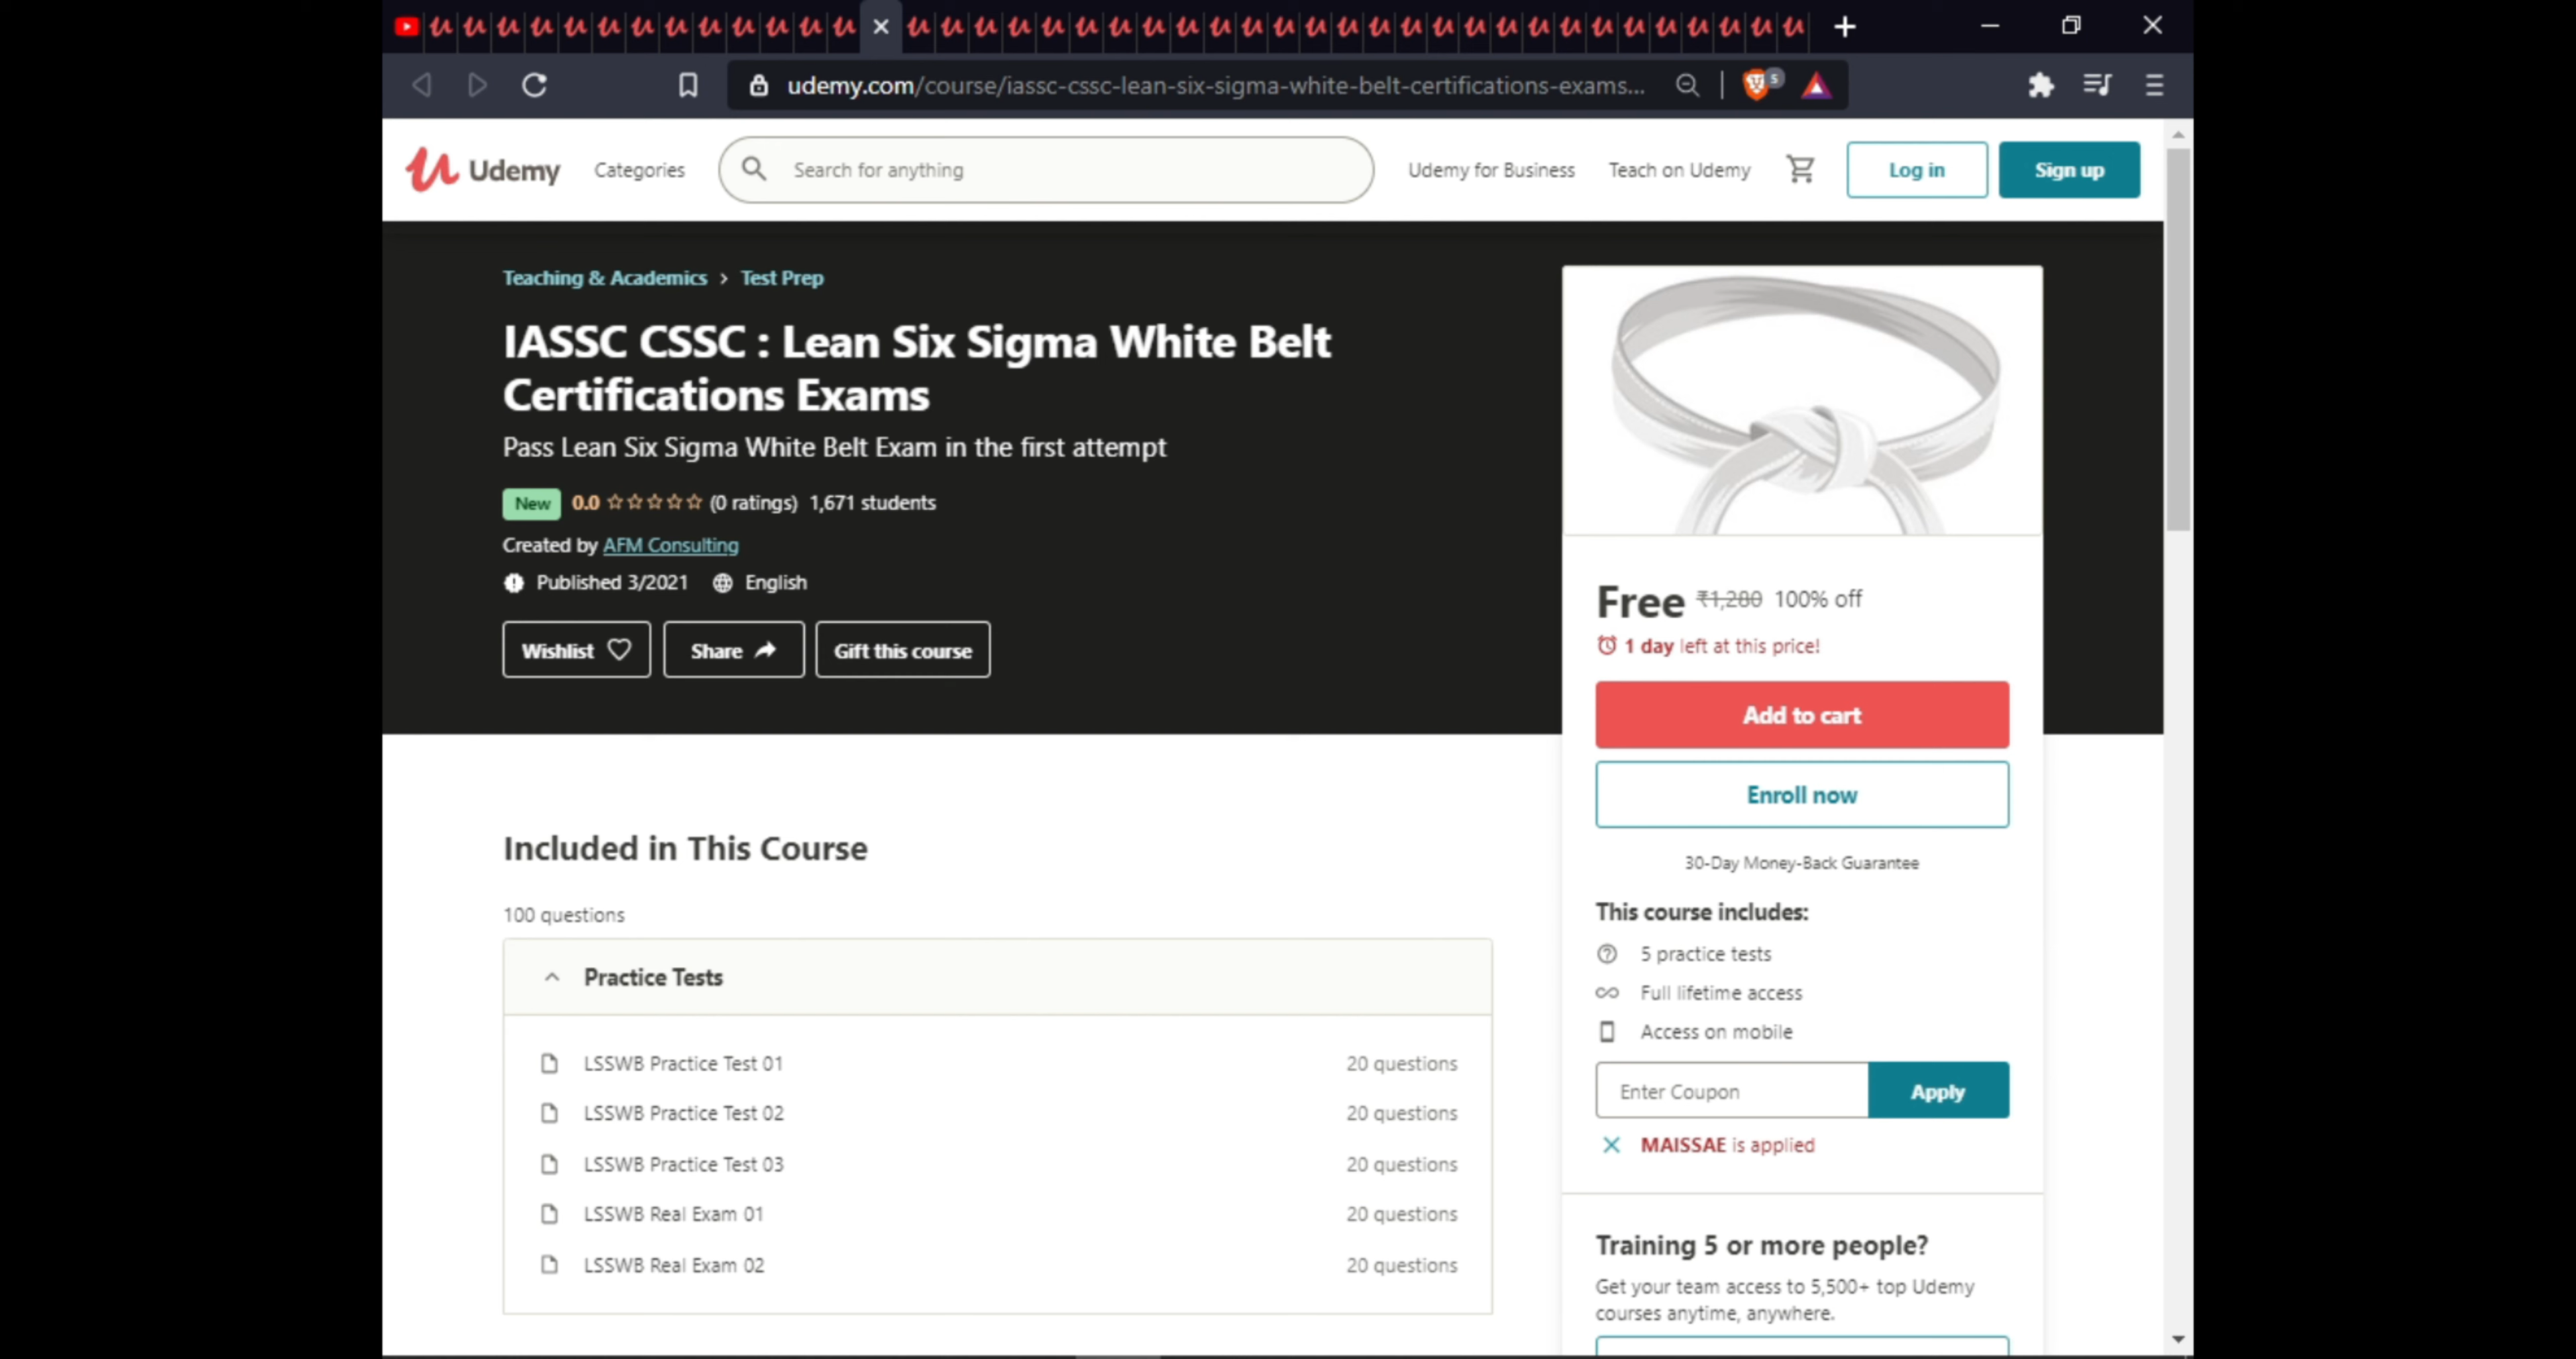 udemy.com/course/iassc-cssc-lean-six-sigma-white-belt-certifications-exams...
5
Udemy
Categories
Search for anything
Udemy for Business
Teach on Udemy
Log in
Sign up
Teaching & Academics > Test Prep
IASSC CSSC : Lean Six Sigma White Belt
Certifications Exams
Pass Lean Six Sigma White Belt Exam in the first attempt
New 0.0 (0 ratings) 1,671 students
Created by AFM Consulting
Published 3/2021 English
Wishlist
Share
Gift this course
Free ₹1,280 100% off
1 day left at this price!
Add to cart
Enroll now
30-Day Money-Back Guarantee
This course includes:
5 practice tests
Full lifetime access
Access on mobile
Enter Coupon
Apply
MAISSAE is applied
Training 5 or more people?
Get your team access to 5,500+ top Udemy
courses anytime, anywhere.
Included in This Course
100 questions
Practice Tests
LSSWB Practice Test 01 20 questions
LSSWB Practice Test 02 20 questions
LSSWB Practice Test 03 20 questions
LSSWB Real Exam 01 20 questions
LSSWB Real Exam 02 20 questions